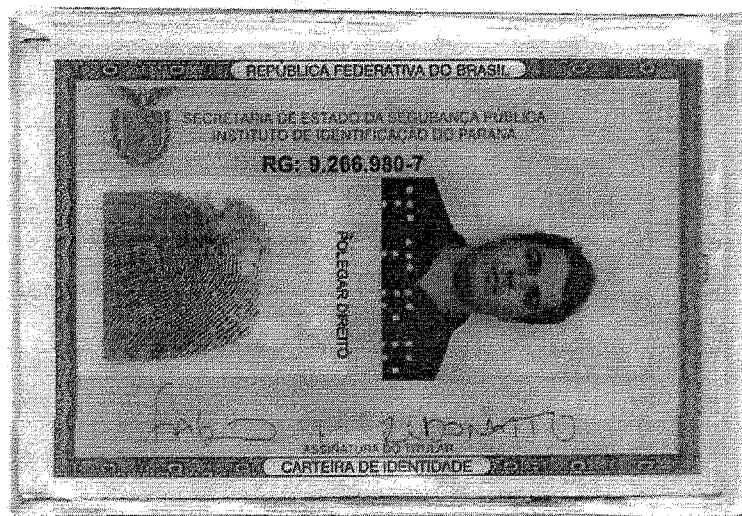 REPÚBLICA FEDERATIVA DO BRASIL
SECRETARIA DE ESTADO DA SEGURANÇA PÚBLICA
INSTITUTO DE IDENTIFICAÇÃO DO PARANÁ
RG: 9.266.980-7
POLEGAR DIREITO
ASSINATURA DO TITULAR
CARTEIRA DE IDENTIDADE